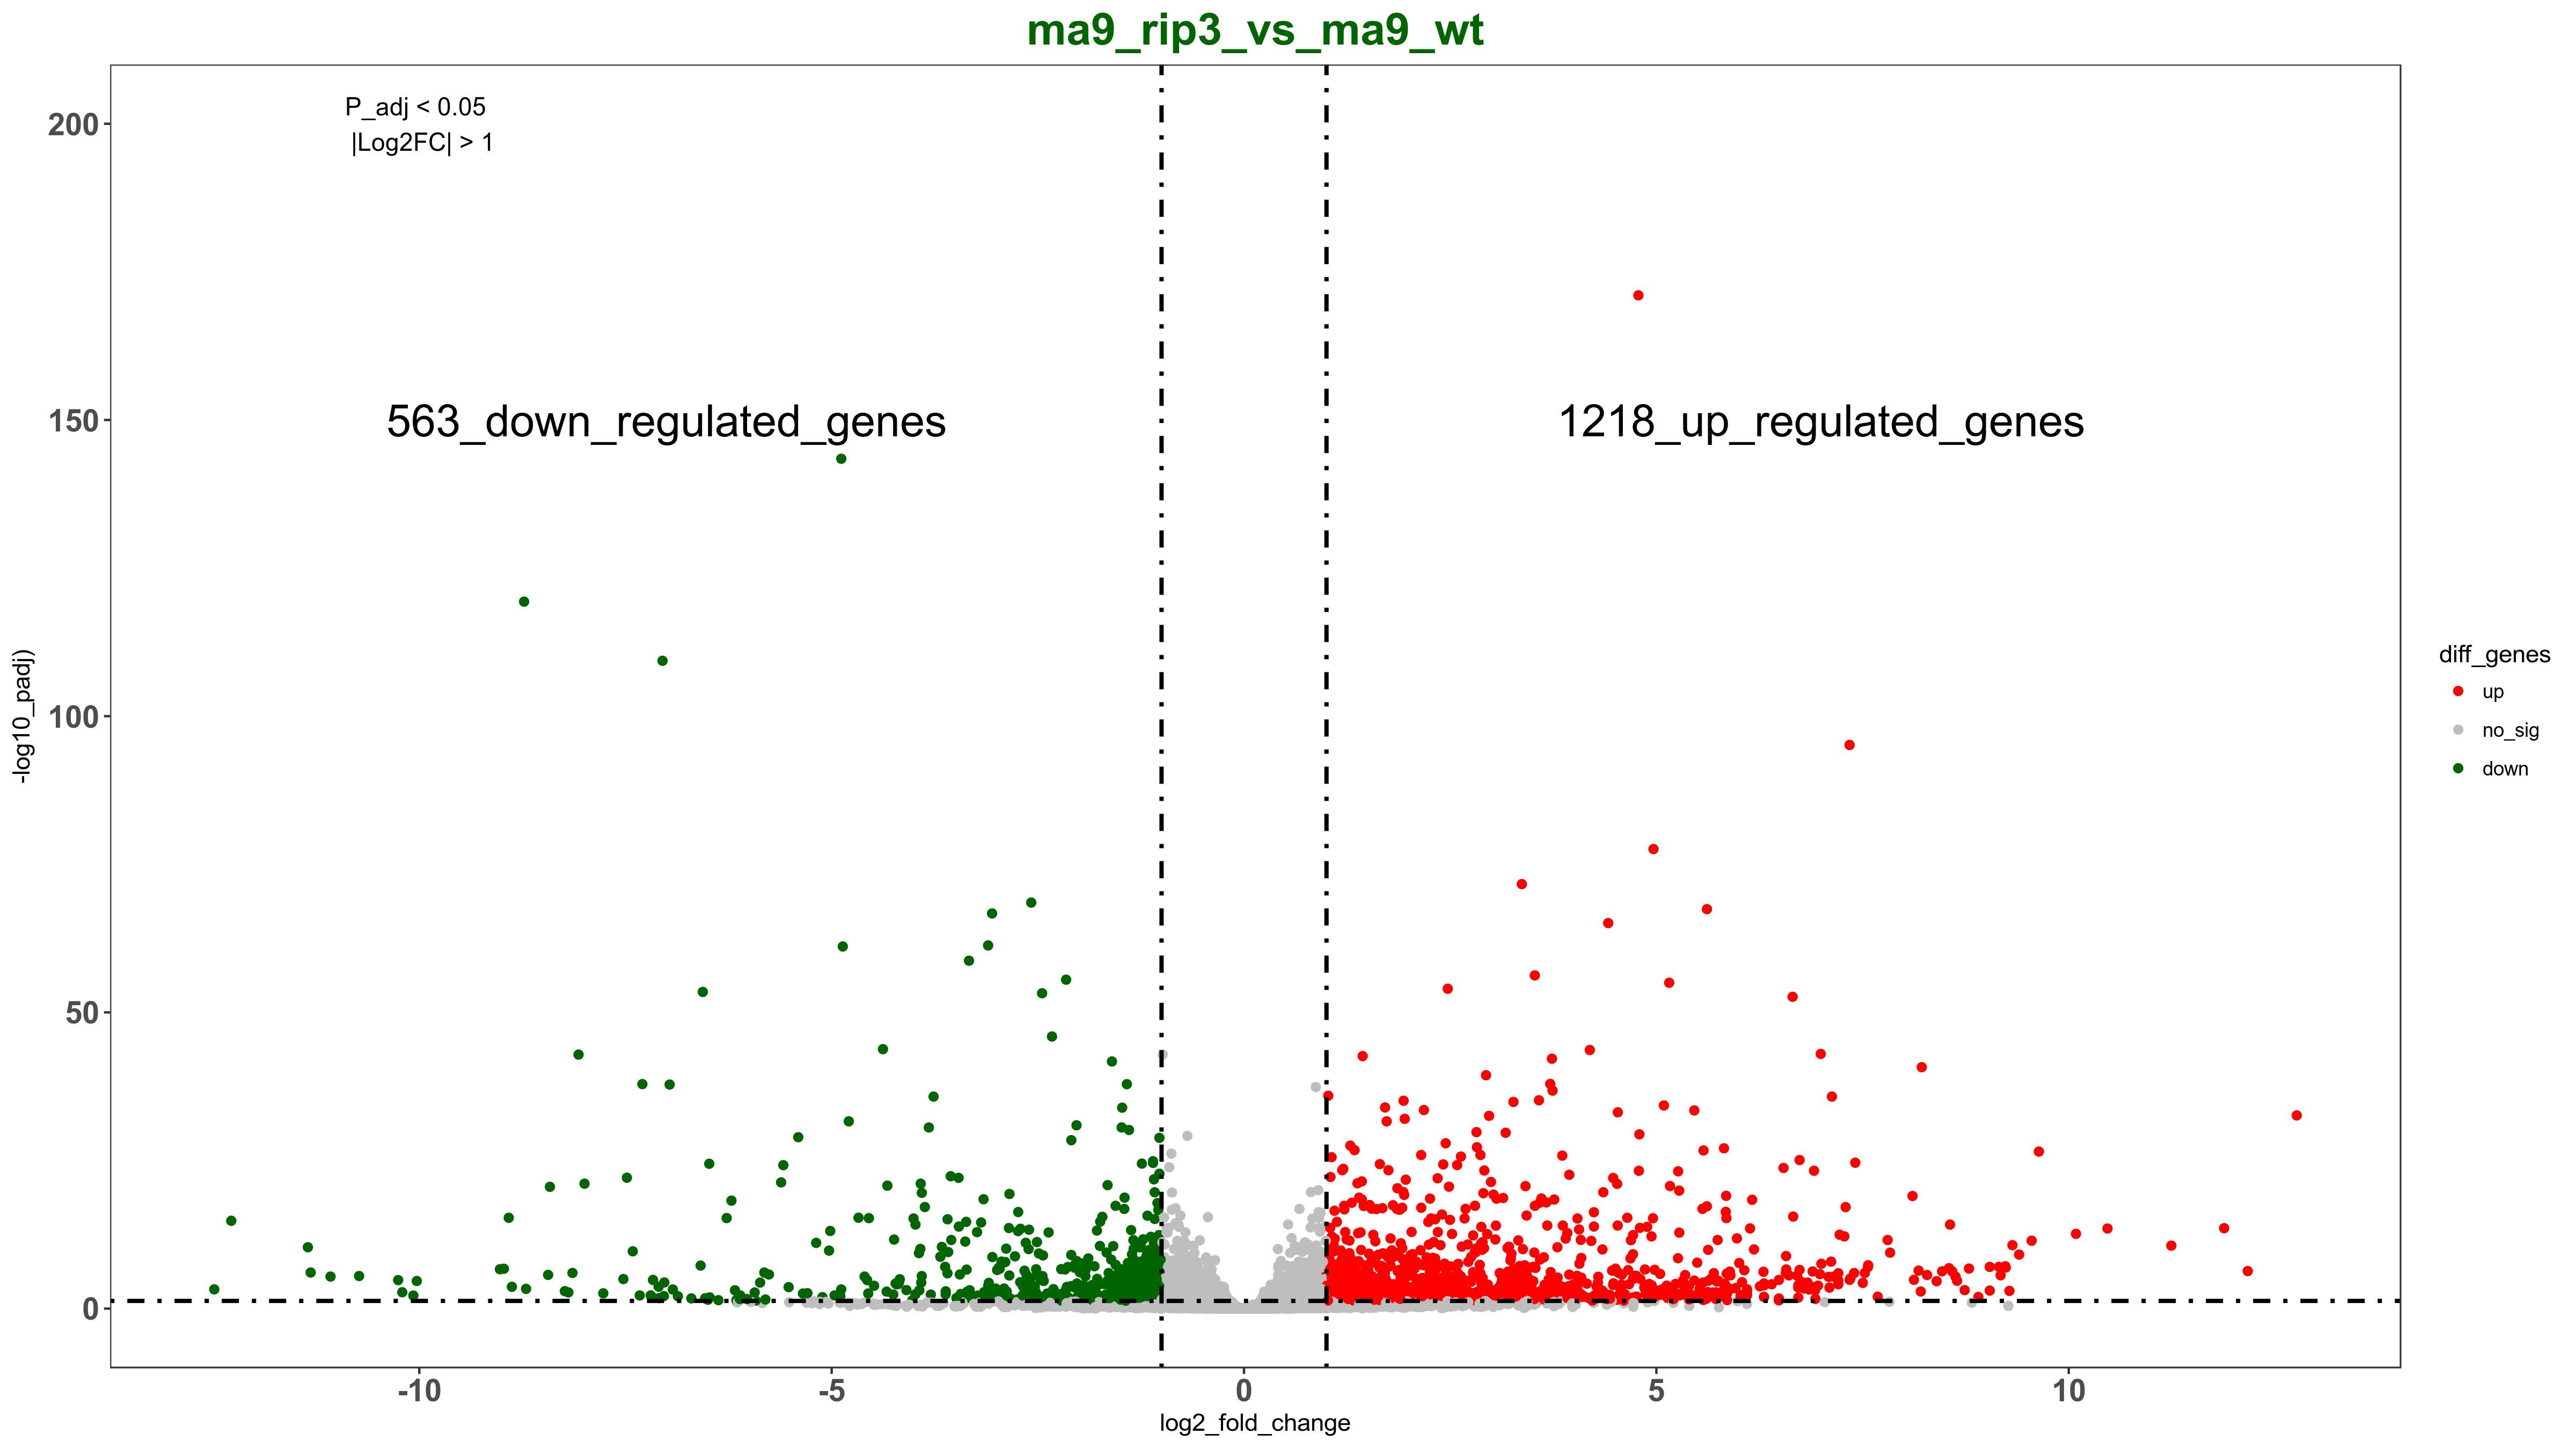 ma9_rip3_vs_ma9_wt
P_adj < 0.05
|Log2FC| > 1
563_down_regulated_genes
1218_up_regulated_genes
200
150
100
50
0
-log10_padj)
-10
-5
0
5
10
log2_fold_change
diff_genes
up
no_sig
down